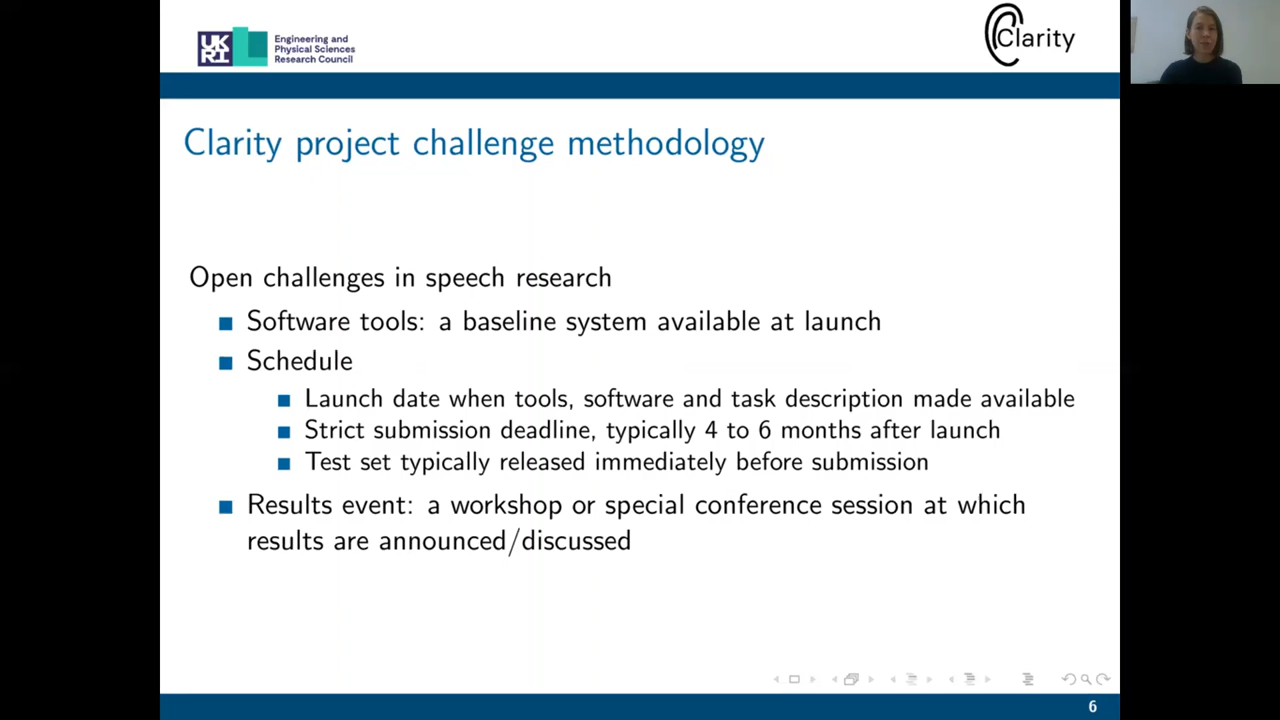 UK
RI
Engineering and
Physical Sciences
Research Council
Clarity
Clarity project challenge methodology
Open challenges in speech research
Software tools: a baseline system available at launch
Schedule
Launch date when tools, software and task description made available
Strict submission deadline, typically 4 to 6 months after launch
Test set typically released immediately before submission
Results event: a workshop or special conference session at which
results are announced/discussed
6